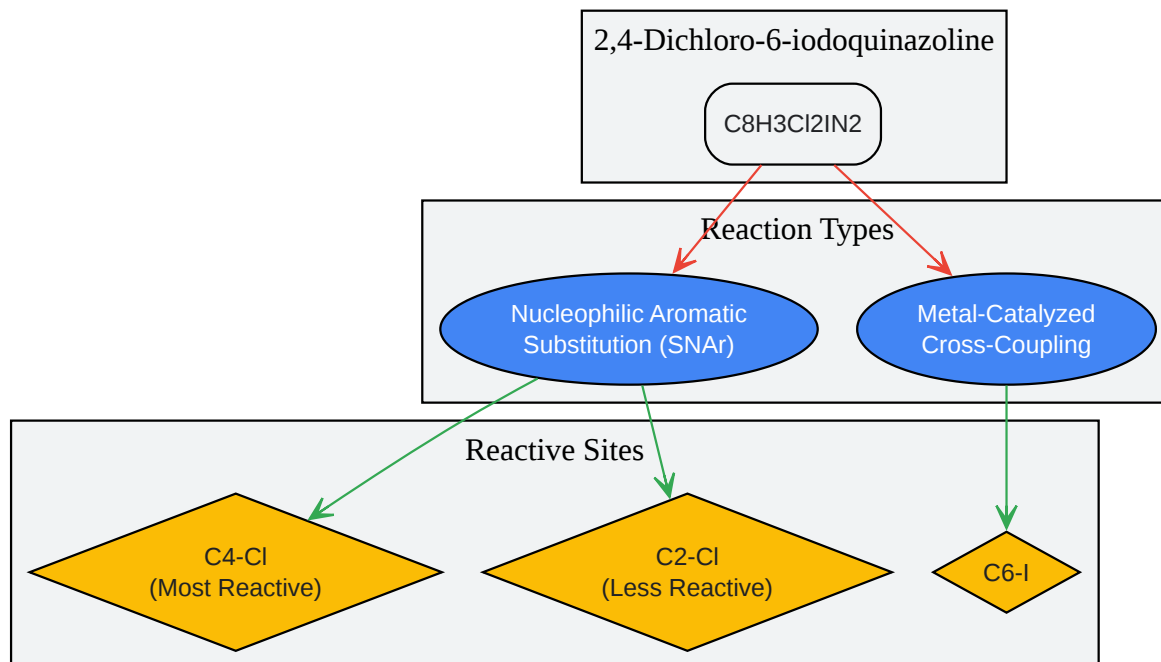 2,4-Dichloro-6-iodoquinazoline
C8H3Cl2IN2
Reaction Types
Nucleophilic Aromatic
Substitution (SNAr)
Metal-Catalyzed
Cross-Coupling
Reactive Sites
C4-Cl
(Most Reactive)
C2-Cl
(Less Reactive)
C6-I